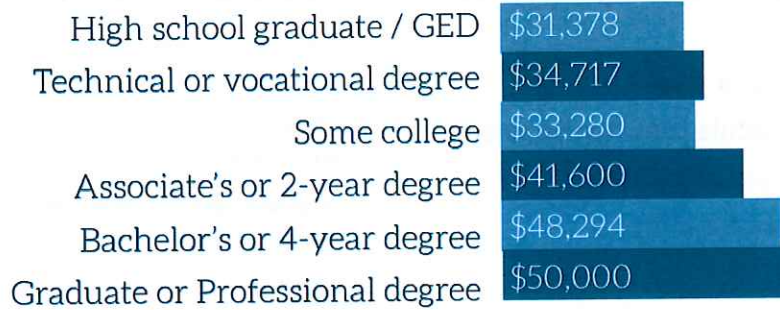 High school graduate / GED $31,378
Technical or vocational degree $34,717
Some college $33,280
Associate's or 2-year degree $41,600
Bachelor's or 4-year degree $48,294
Graduate or Professional degree $50,000